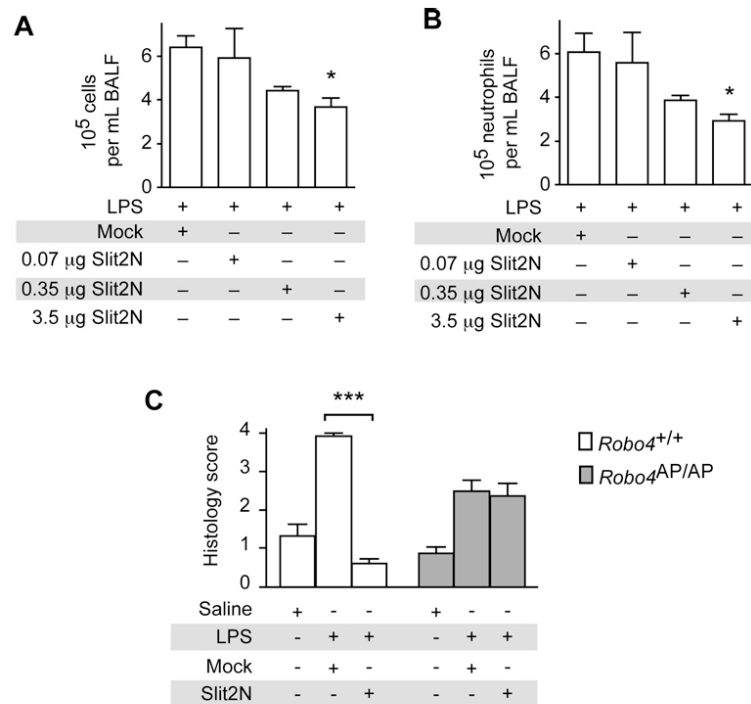 A
10⁵ cells
per mL BALF
6
4
2
0
*
LPS + + + +
Mock + – – –
0.07 μg Slit2N – + – –
0.35 μg Slit2N – – + –
3.5 μg Slit2N – – – +
B
10⁵ neutrophils
per mL BALF
6
4
2
0
*
LPS + + + +
Mock + – – –
0.07 μg Slit2N – + – –
0.35 μg Slit2N – – + –
3.5 μg Slit2N – – – +
C
Histology score
4
3
2
1
0
***
Robo4+/+
Robo4AP/AP
Saline + - - + - -
LPS - + + - + +
Mock - + - - + -
Slit2N - - + - - +